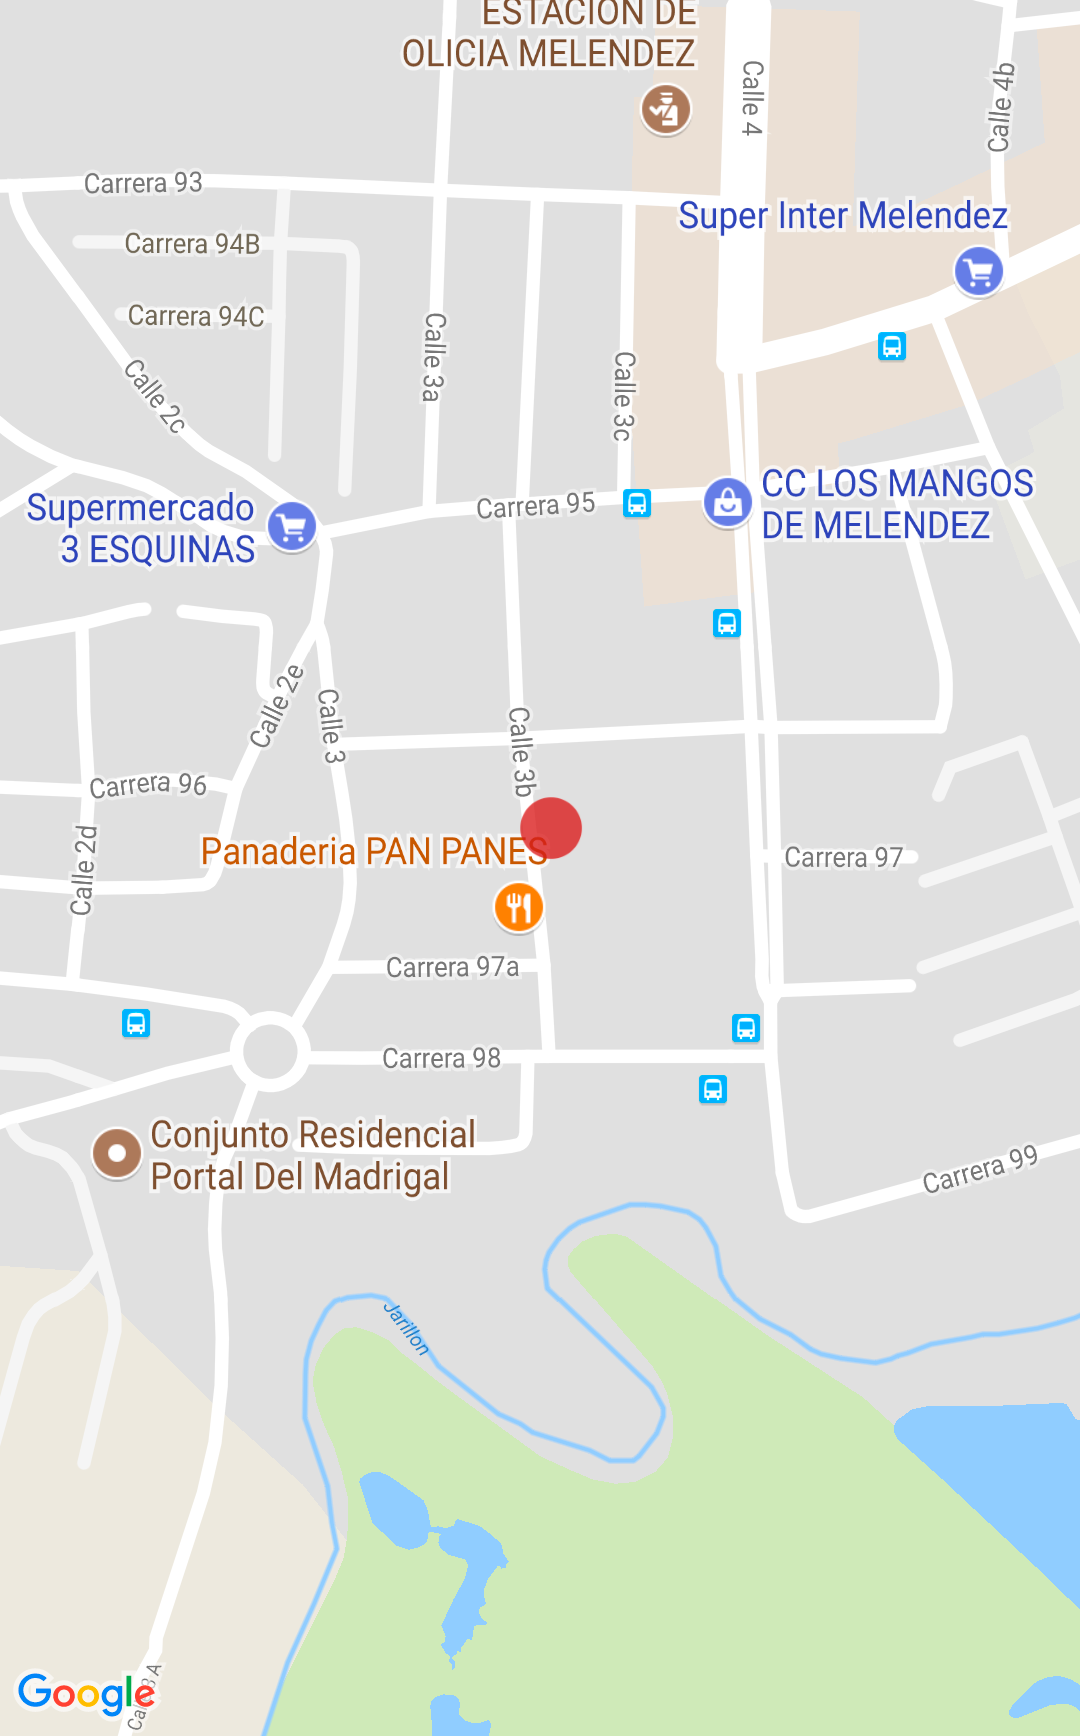 ESTACION DE
OLICIA MELENDEZ
Calle 4
Calle 4b
Carrera 93
Super Inter Melendez
Carrera 94B
Carrera 94C
Calle 3a
Calle 3c
Calle 2c
CC LOS MANGOS
DE MELENDEZ
Carrera 95
Supermercado
3 ESQUINAS
Calle 2e
Calle 3
Calle 3b
Carrera 96
Calle 2d
Panaderia PAN PANES
Carrera 97
Carrera 97a
Carrera 98
Conjunto Residencial
Portal Del Madrigal
Carrera 99
Jarillon
Google